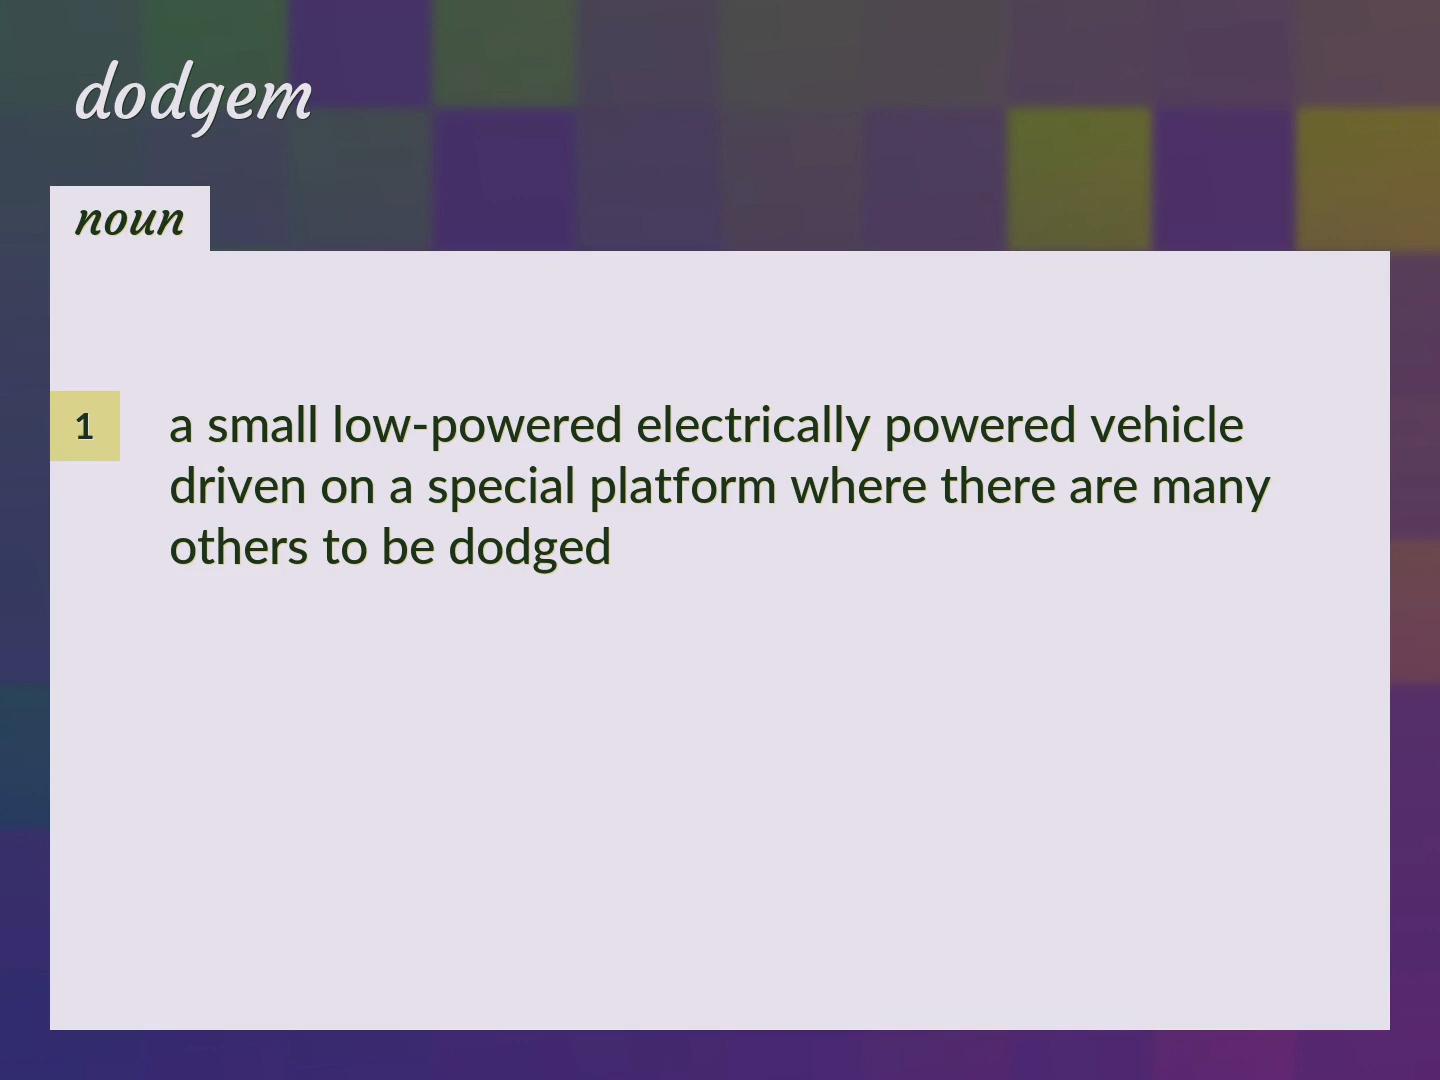 dodgem
noun
1
a small low-powered electrically powered vehicle
driven on a special platform where there are many
others to be dodged